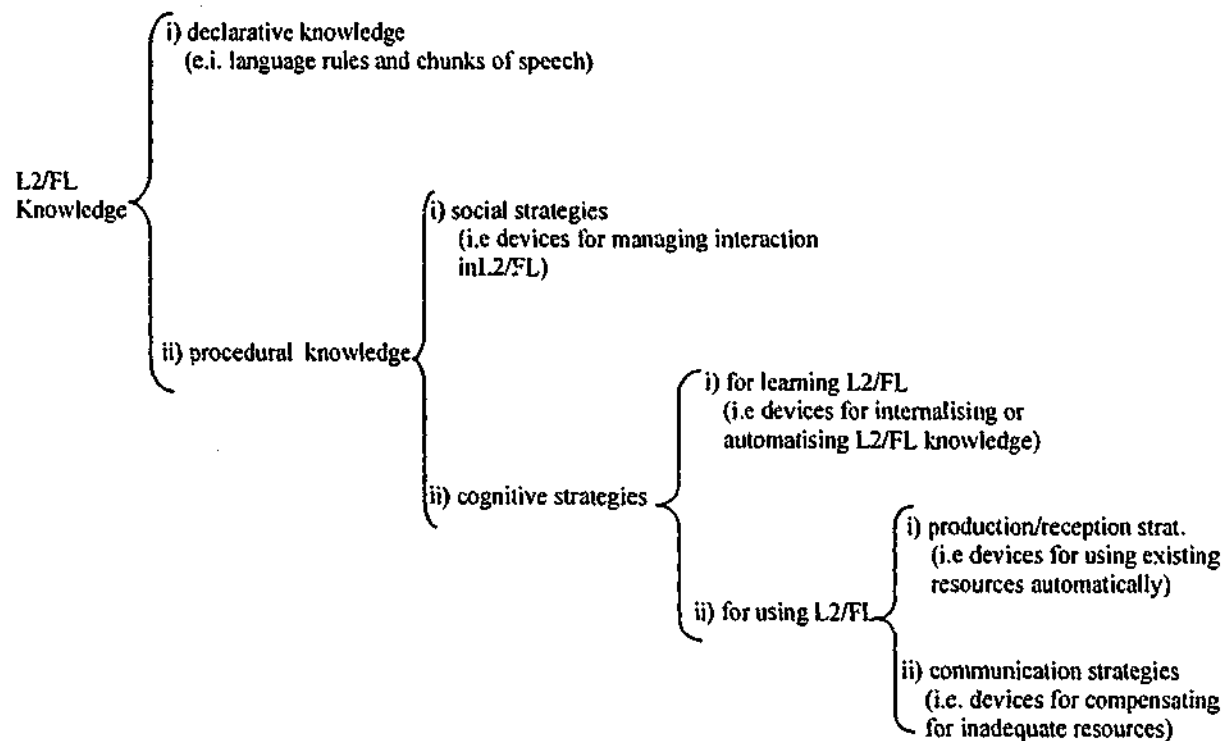 i) declarative knowledge
(e.i. language rules and chunks of speech)
L2/FL
Knowledge
i) social strategies
(i.e devices for managing interaction
inL2/FL)
ii) procedural knowledge
i) for learning L2/FL
(i.e devices for internalising or
automatising L2/FL knowledge)
ii) cognitive strategies
i) production/reception strat.
(i.e devices for using existing
resources automatically)
ii) for using L2/FL
ii) communication strategies
(i.e. devices for compensating
for inadequate resources)